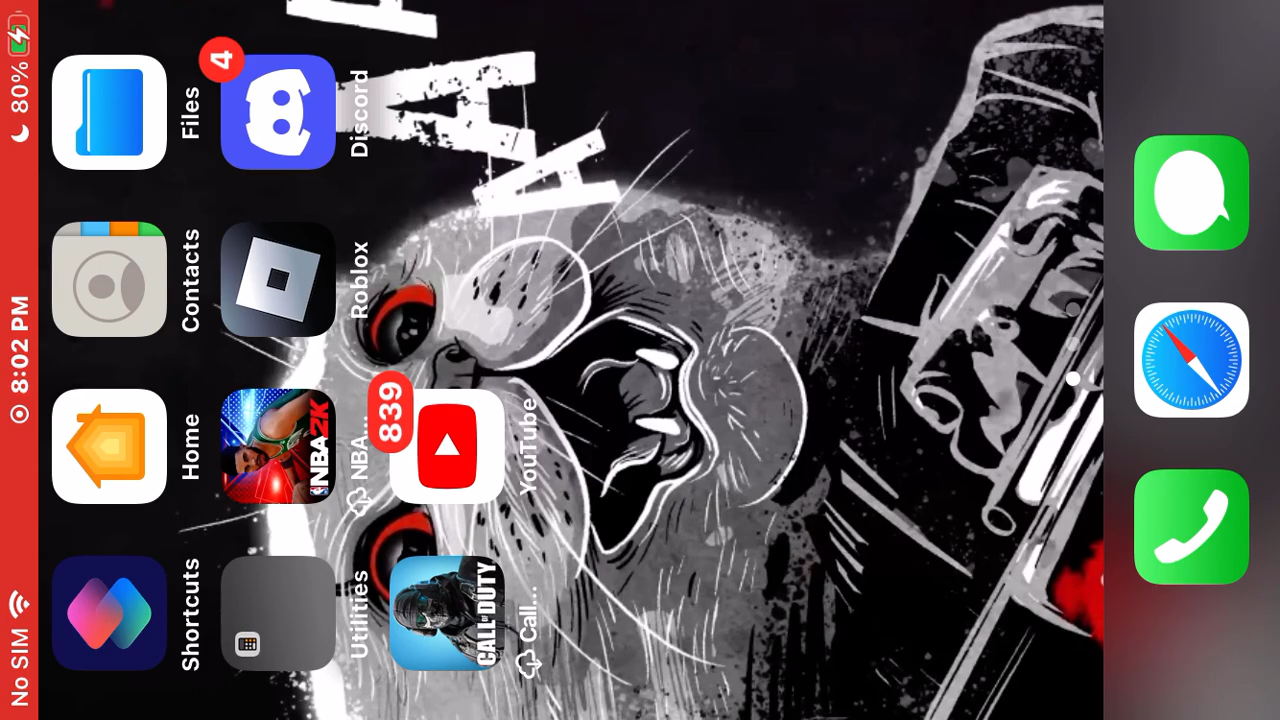 No SIM 8:02 PM 80%
Shortcuts
Home
Contacts
Files
Utilities
NBA...
NBA2K
Roblox
Discord
4
Call...
CALL OF DUTY
YouTube
839